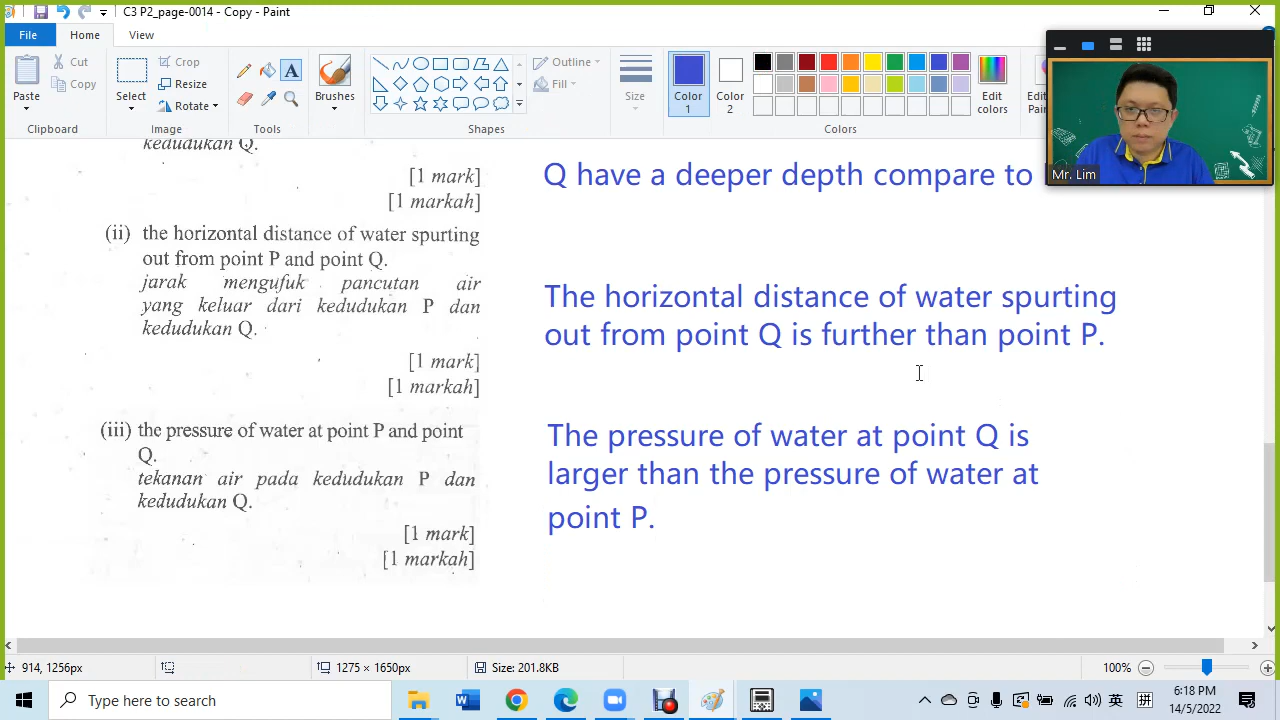 C3 P2_page-0014 - Copy - Paint
File Home View
Paste Cut Copy
Clipboard
Select Crop Resize Rotate
Image
A
Tools
Brushes
Outline Fill
Shapes
Size
Color 1 Color 2
Edit colors
Colors
Mr. Lim
kedudukan Q.
[1 mark]
[1 markah]
(ii) the horizontal distance of water spurting
out from point P and point Q.
jarak mengufuk pancutan air
yang keluar dari kedudukan P dan
kedudukan Q.
[1 mark]
[1 markah]
(iii) the pressure of water at point P and point
Q.
tekanan air pada kedudukan P dan
kedudukan Q.
[1 mark]
[1 markah]
Q have a deeper depth compare to
The horizontal distance of water spurting
out from point Q is further than point P.
The pressure of water at point Q is
larger than the pressure of water at
point P.
914, 1256px
1275 × 1650px
Size: 201.8KB
100%
Type here to search
英 拼
6:18 PM
14/5/2022